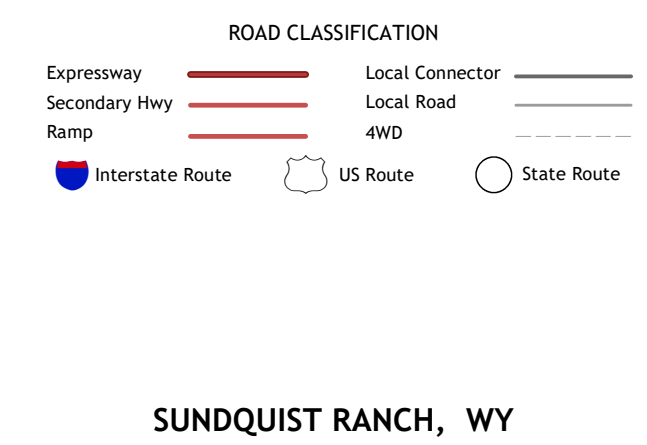 ROAD CLASSIFICATION
Expressway
Secondary Hwy
Ramp
Local Connector
Local Road
4WD
Interstate Route
US Route
State Route
SUNDQUIST RANCH, WY